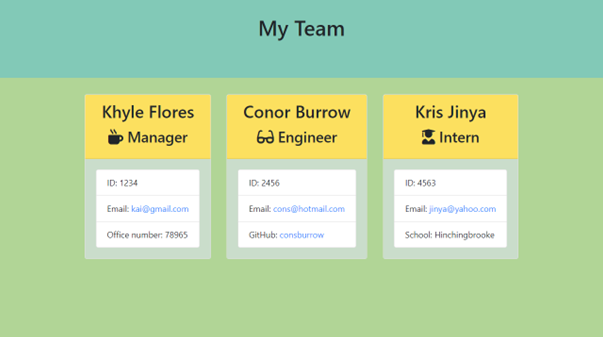 My Team
Khyle Flores
Manager
ID: 1234
Email: kai@gmail.com
Office number: 78965
Conor Burrow
Engineer
ID: 2456
Email: cons@hotmail.com
GitHub: consburrow
Kris Jinya
Intern
ID: 4563
Email: jinya@yahoo.com
School: Hinchingbrooke